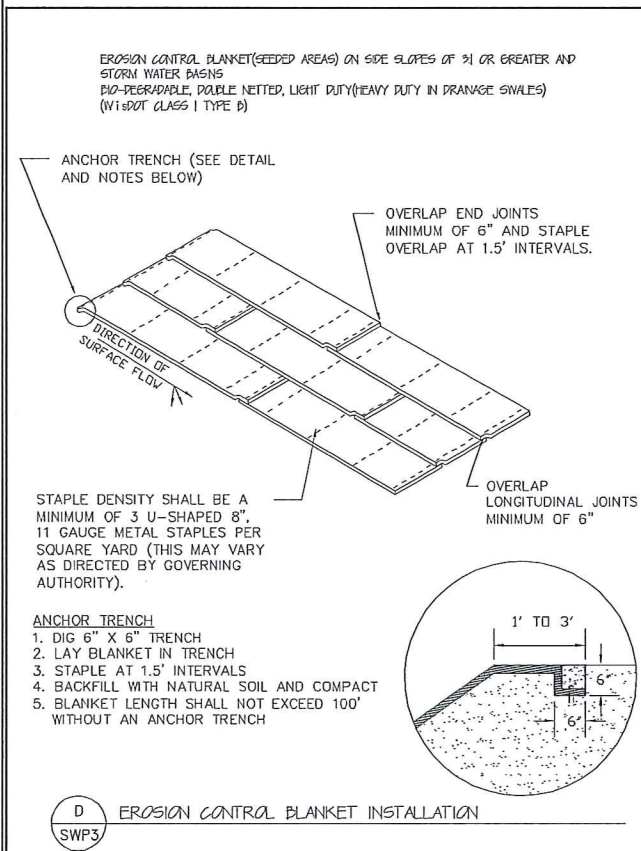 EROSION CONTROL BLANKET(SEEDED AREAS) ON SIDE SLOPES OF 3:1 OR GREATER AND
STORM WATER BASNS
BIO-DEGRADABLE, DOUBLE NETTED, LIGHT DUTY(HEAVY DUTY IN DRANAGE SWALES)
(WisDOT CLASS I TYPE B)
ANCHOR TRENCH (SEE DETAIL
AND NOTES BELOW)
OVERLAP END JOINTS
MINIMUM OF 6" AND STAPLE
OVERLAP AT 1.5' INTERVALS.
DIRECTION OF
SURFACE FLOW
STAPLE DENSITY SHALL BE A
MINIMUM OF 3 U-SHAPED 8",
11 GAUGE METAL STAPLES PER
SQUARE YARD (THIS MAY VARY
AS DIRECTED BY GOVERNING
AUTHORITY).
OVERLAP
LONGITUDINAL JOINTS
MINIMUM OF 6"
ANCHOR TRENCH
1. DIG 6" X 6" TRENCH
2. LAY BLANKET IN TRENCH
3. STAPLE AT 1.5' INTERVALS
4. BACKFILL WITH NATURAL SOIL AND COMPACT
5. BLANKET LENGTH SHALL NOT EXCEED 100'
WITHOUT AN ANCHOR TRENCH
1' TO 3'
6"
6"
D
SWP3
EROSION CONTROL BLANKET INSTALLATION